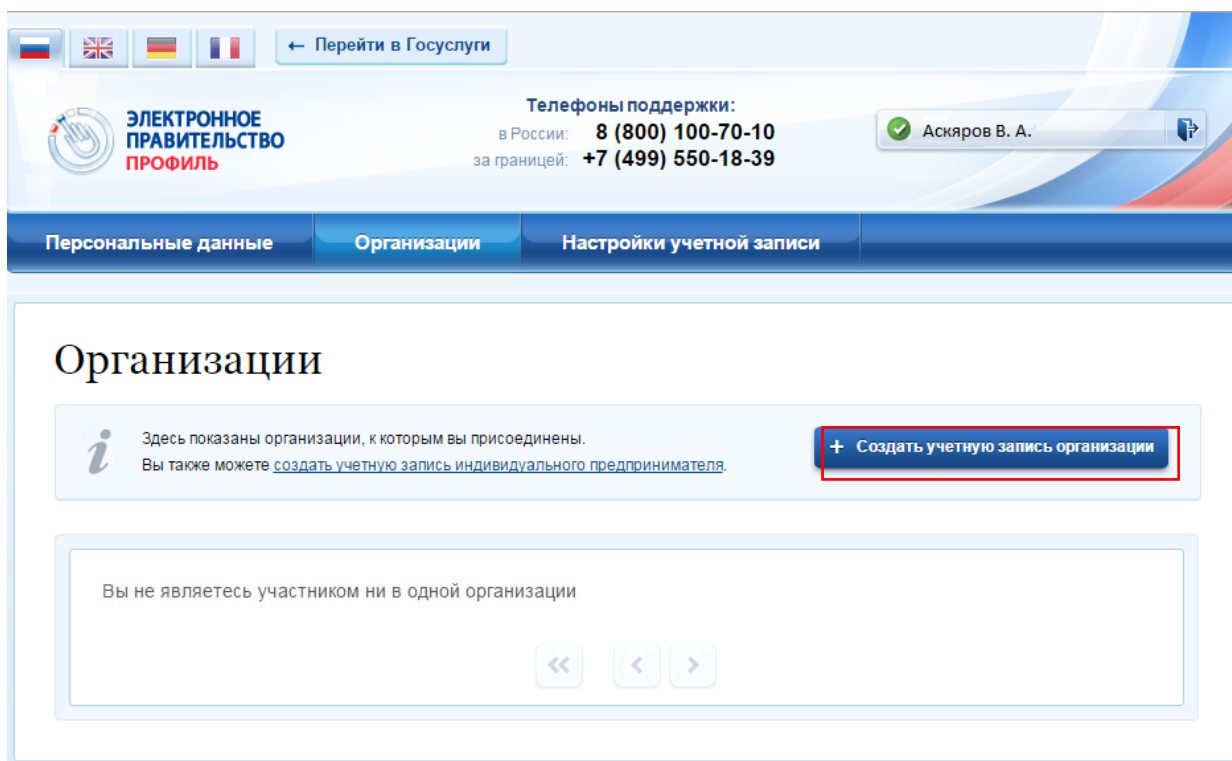 ← Перейти в Госуслуги
ЭЛЕКТРОННОЕ
ПРАВИТЕЛЬСТВО
ПРОФИЛЬ
Телефоны поддержки:
в России: 8 (800) 100-70-10
за границей: +7 (499) 550-18-39
Аскяров В. А.
Персональные данные Организации Настройки учетной записи
Организации
Здесь показаны организации, к которым вы присоединены.
Вы также можете создать учетную запись индивидуального предпринимателя.
+ Создать учетную запись организации
Вы не являетесь участником ни в одной организации